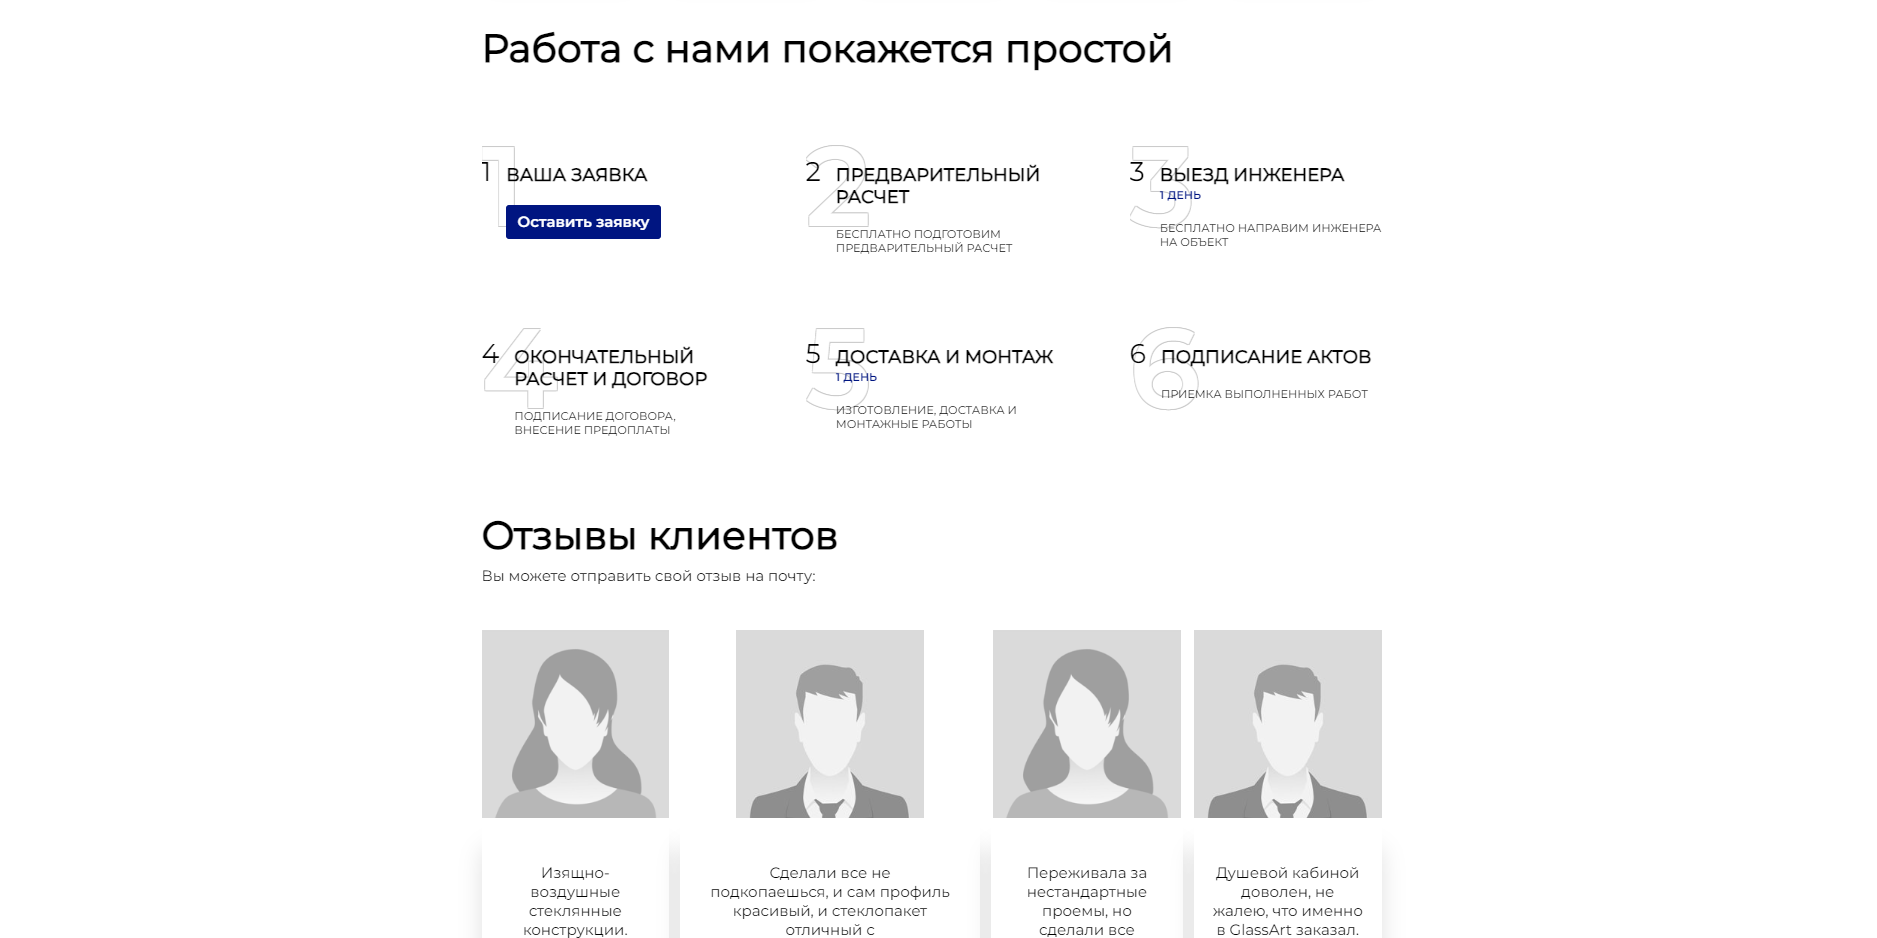 Работа с нами покажется простой
1 ВАША ЗАЯВКА
Оставить заявку
2 ПРЕДВАРИТЕЛЬНЫЙ
РАСЧЕТ
БЕСПЛАТНО ПОДГОТОВИМ
ПРЕДВАРИТЕЛЬНЫЙ РАСЧЕТ
3 ВЫЕЗД ИНЖЕНЕРА
1 ДЕНЬ
БЕСПЛАТНО НАПРАВИМ ИНЖЕНЕРА
НА ОБЪЕКТ
4 ОКОНЧАТЕЛЬНЫЙ
РАСЧЕТ И ДОГОВОР
ПОДПИСАНИЕ ДОГОВОРА,
ВНЕСЕНИЕ ПРЕДОПЛАТЫ
5 ДОСТАВКА И МОНТАЖ
1 ДЕНЬ
ИЗГОТОВЛЕНИЕ, ДОСТАВКА И
МОНТАЖНЫЕ РАБОТЫ
6 ПОДПИСАНИЕ АКТОВ
ПРИЕМКА ВЫПОЛНЕННЫХ РАБОТ
Отзывы клиентов
Вы можете отправить свой отзыв на почту:
Изящно-
воздушные
стеклянные
конструкции.
Сделали все не
подкопаешься, и сам профиль
красивый, и стеклопакет
отличный с
Переживала за
нестандартные
проемы, но
сделали все
Душевой кабиной
доволен, не
жалею, что именно
в GlassArt заказал.